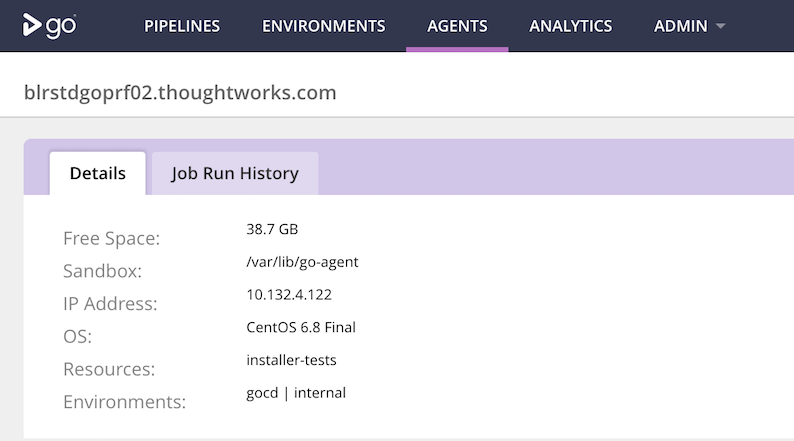 go PIPELINES ENVIRONMENTS AGENTS ANALYTICS ADMIN
blrstdgoprf02.thoughtworks.com
Details Job Run History
Free Space: 38.7 GB
Sandbox: /var/lib/go-agent
IP Address: 10.132.4.122
OS: CentOS 6.8 Final
Resources: installer-tests
Environments: gocd | internal